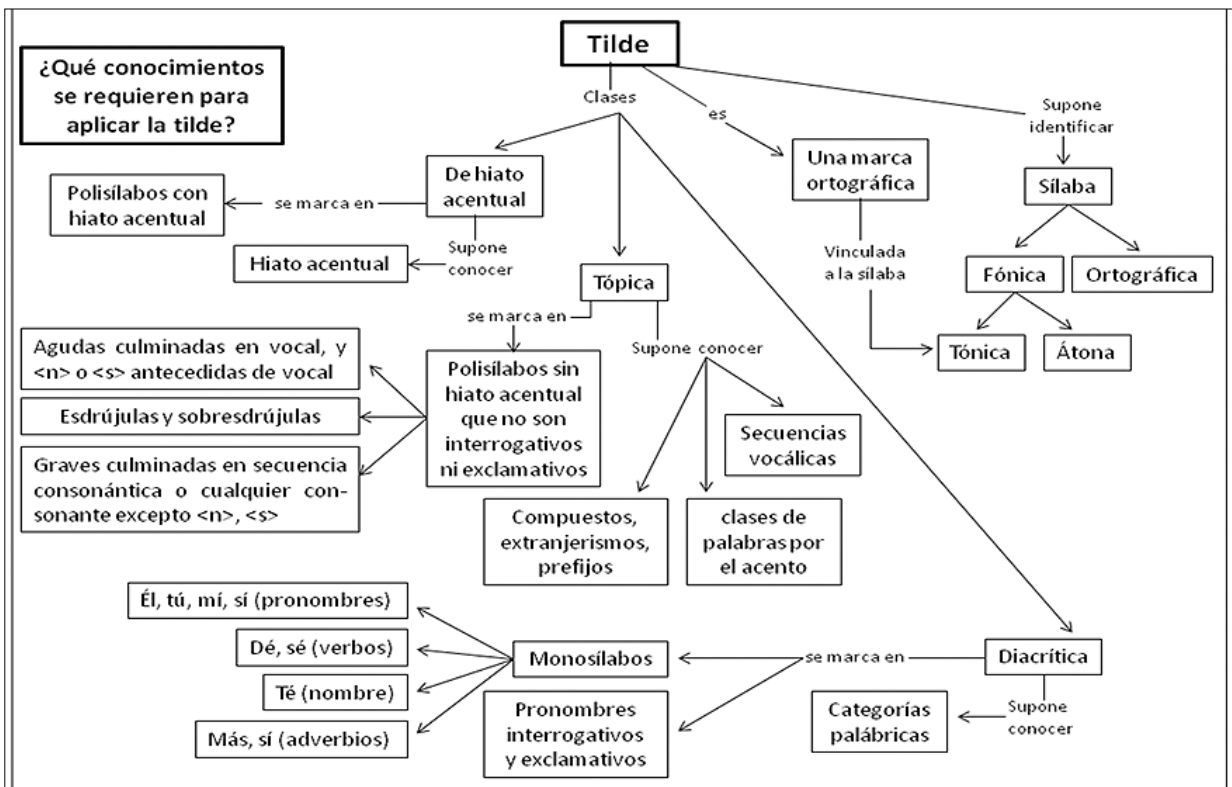 Tilde
¿Qué conocimientos
se requieren para
aplicar la tilde?
Clases
es
Supone
identificar
De hiato
acentual
se marca en
Polisílabos con
hiato acentual
Supone
conocer
Hiato acentual
Una marca
ortográfica
Vinculada
a la sílaba
Sílaba
Fónica
Ortográfica
Tónica
Átona
Tópica
se marca en
Supone conocer
Polisílabos sin
hiato acentual
que no son
interrogativos
ni exclamativos
Agudas culminadas en vocal, y
<n> o <s> antecedidas de vocal
Esdrújulas y sobresdrújulas
Graves culminadas en secuencia
consonántica o cualquier con-
sonante excepto <n>, <s>
Secuencias
vocálicas
Compuestos,
extranjerismos,
prefijos
clases de
palabras por
el acento
Diacrítica
se marca en
Monosílabos
Él, tú, mí, sí (pronombres)
Dé, sé (verbos)
Té (nombre)
Más, sí (adverbios)
Pronombres
interrogativos
y exclamativos
Supone
conocer
Categorías
palábricas